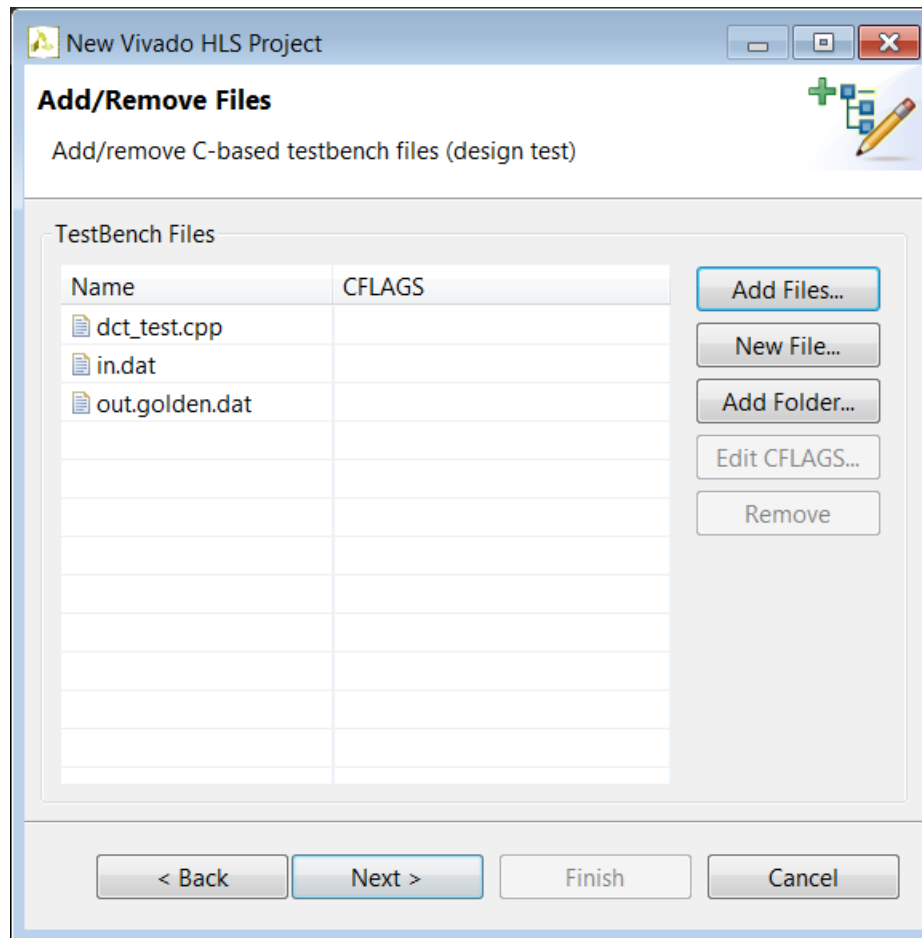 New Vivado HLS Project
Add/Remove Files
Add/remove C-based testbench files (design test)
TestBench Files
Name CFLAGS
dct_test.cpp
in.dat
out.golden.dat
Add Files...
New File...
Add Folder...
Edit CFLAGS...
Remove
< Back Next > Finish Cancel